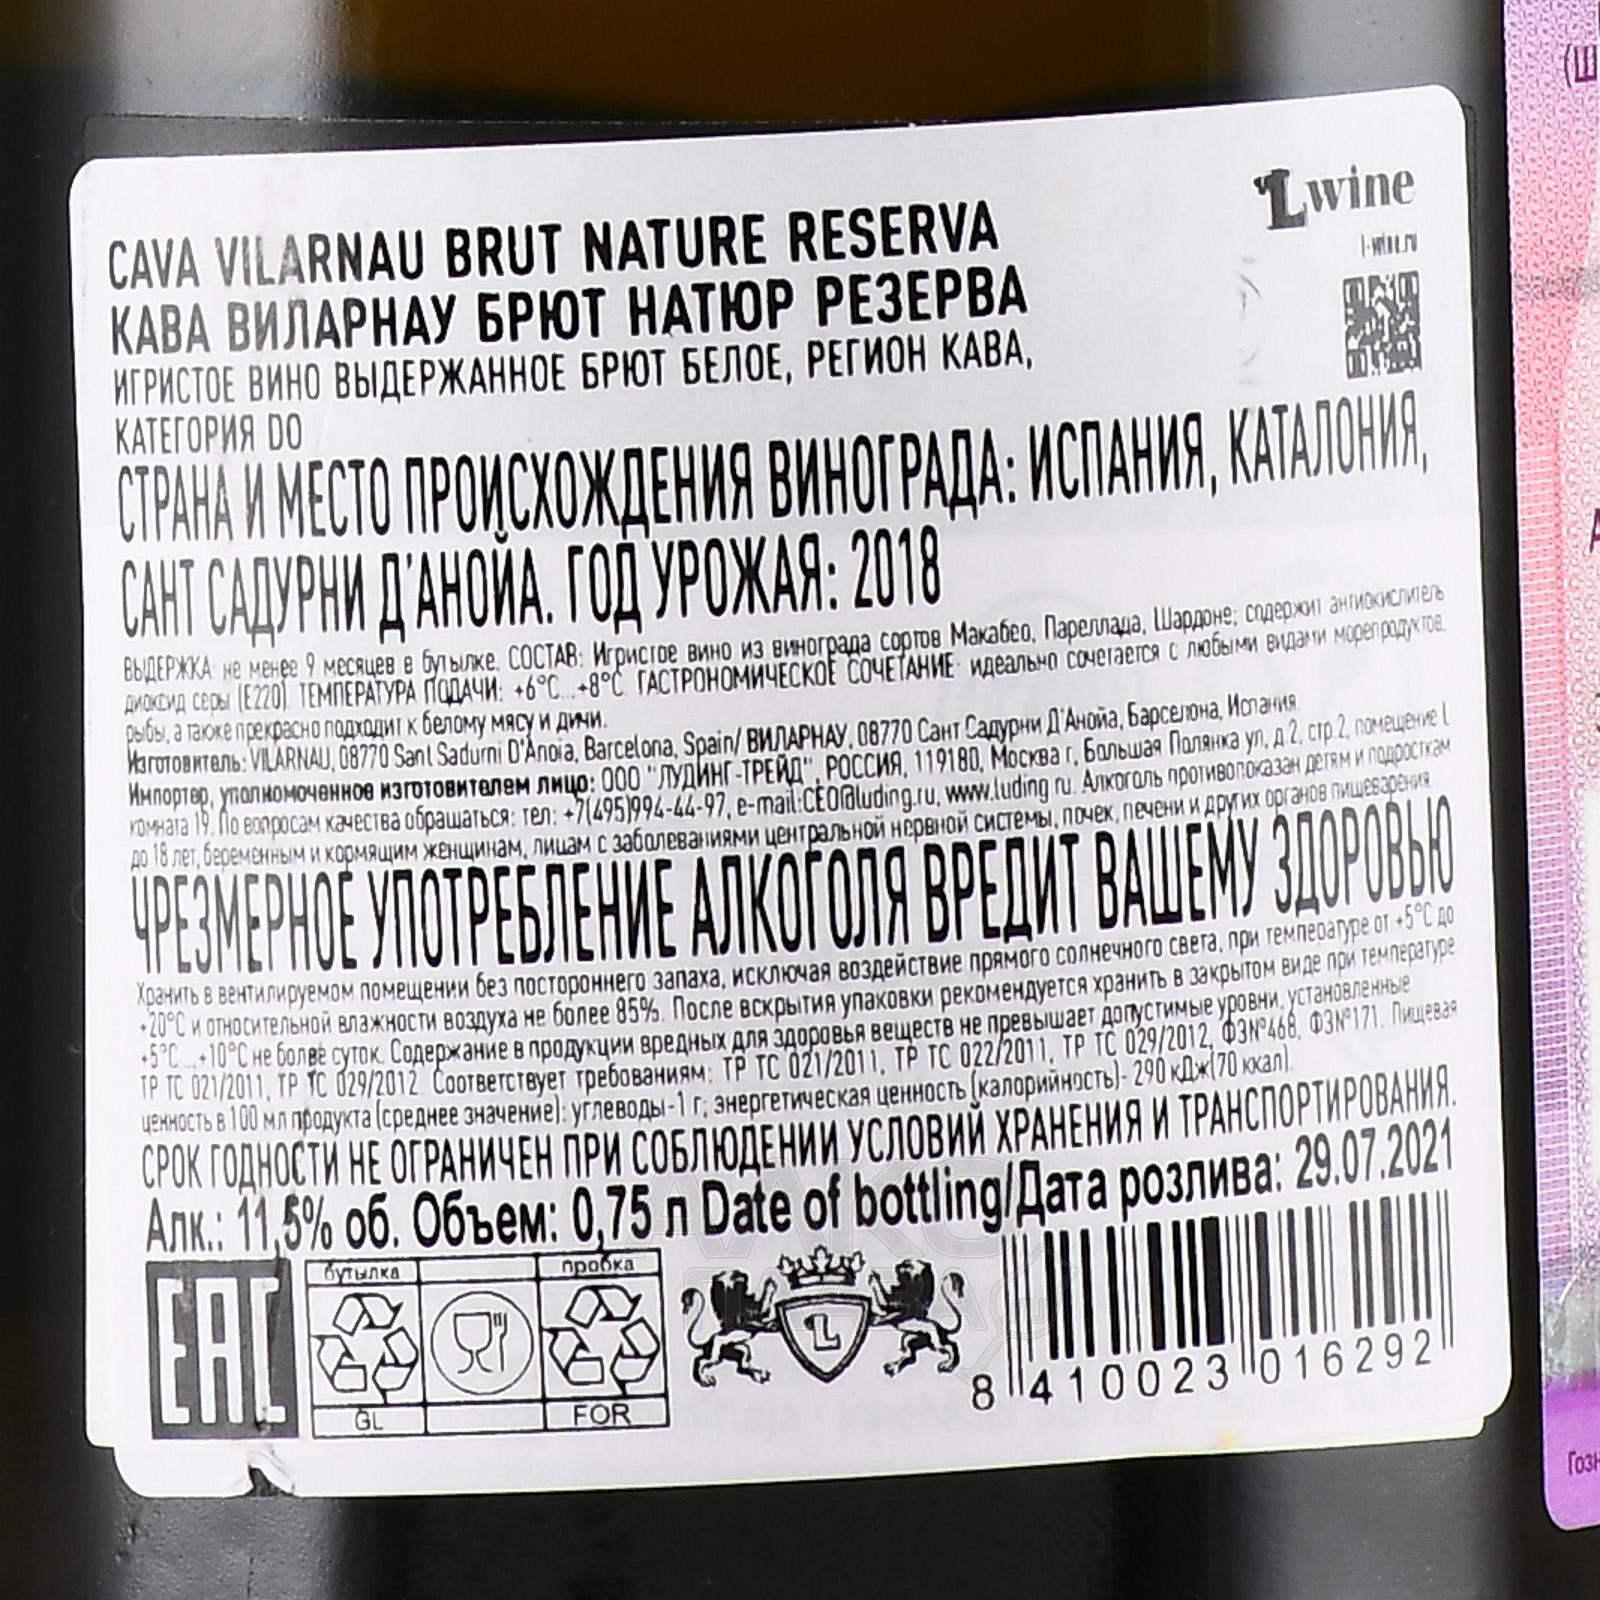 Lwine
l-wine.ru
CAVA VILARNAU BRUT NATURE RESERVA
КАВА ВИЛАРНАУ БРЮТ НАТЮР РЕЗЕРВА
ИГРИСТОЕ ВИНО ВЫДЕРЖАННОЕ БРЮТ БЕЛОЕ, РЕГИОН КАВА,
КАТЕГОРИЯ DO
СТРАНА И МЕСТО ПРОИСХОЖДЕНИЯ ВИНОГРАДА: ИСПАНИЯ, КАТАЛОНИЯ,
САНТ САДУРНИ Д'АНОЙА. ГОД УРОЖАЯ: 2018
ВЫДЕРЖКА: не менее 9 месяцев в бутылке. СОСТАВ: Игристое вино из винограда сортов Макабео, Пареллада, Шардоне; содержит антиокислитель
диоксид серы (E220). ТЕМПЕРАТУРА ПОДАЧИ: +6°C...+8°C. ГАСТРОНОМИЧЕСКОЕ СОЧЕТАНИЕ: идеально сочетается с любыми видами морепродуктов,
рыбы, а также прекрасно подходит к белому мясу и дичи.
Изготовитель: VILARNAU, 08770 Sant Sadurni D'Anoia, Barcelona, Spain/ ВИЛАРНАУ, 08770 Сант Садурни Д'Анойа, Барселона, Испания.
Импортер, уполномоченное изготовителем лицо: ООО "ЛУДИНГ-ТРЕЙД", РОССИЯ, 119180, Москва г, Большая Полянка ул, д.2, стр.2, помещение I,
комната 19. По вопросам качества обращаться: тел: +7(495)994-44-97, e-mail:CEO@luding.ru, www.luding.ru. Алкоголь противопоказан детям и подросткам
до 18 лет, беременным и кормящим женщинам, лицам с заболеваниями центральной нервной системы, почек, печени и других органов пищеварения.
ЧРЕЗМЕРНОЕ УПОТРЕБЛЕНИЕ АЛКОГОЛЯ ВРЕДИТ ВАШЕМУ ЗДОРОВЬЮ
Хранить в вентилируемом помещении без постороннего запаха, исключая воздействие прямого солнечного света, при температуре от +5°C до
+20°C и относительной влажности воздуха не более 85%. После вскрытия упаковки рекомендуется хранить в закрытом виде при температуре
+5°C...+10°C не более суток. Содержание в продукции вредных для здоровья веществ не превышает допустимые уровни, установленные
ТР ТС 021/2011, ТР ТС 029/2012. Соответствует требованиям: ТР ТС 021/2011, ТР ТС 022/2011, ТР ТС 029/2012, ФЗ№468, ФЗ№171. Пищевая
ценность в 100 мл продукта (среднее значение): углеводы-1 г; энергетическая ценность (калорийность)- 290 кДж(70 ккал).
СРОК ГОДНОСТИ НЕ ОГРАНИЧЕН ПРИ СОБЛЮДЕНИИ УСЛОВИЙ ХРАНЕНИЯ И ТРАНСПОРТИРОВАНИЯ.
Алк.: 11,5% об. Объем: 0,75 л Date of bottling/Дата розлива: 29.07.2021
EAC
бутылка
пробка
GL
FOR
L
8 410023 016292
(Ш
Гозн